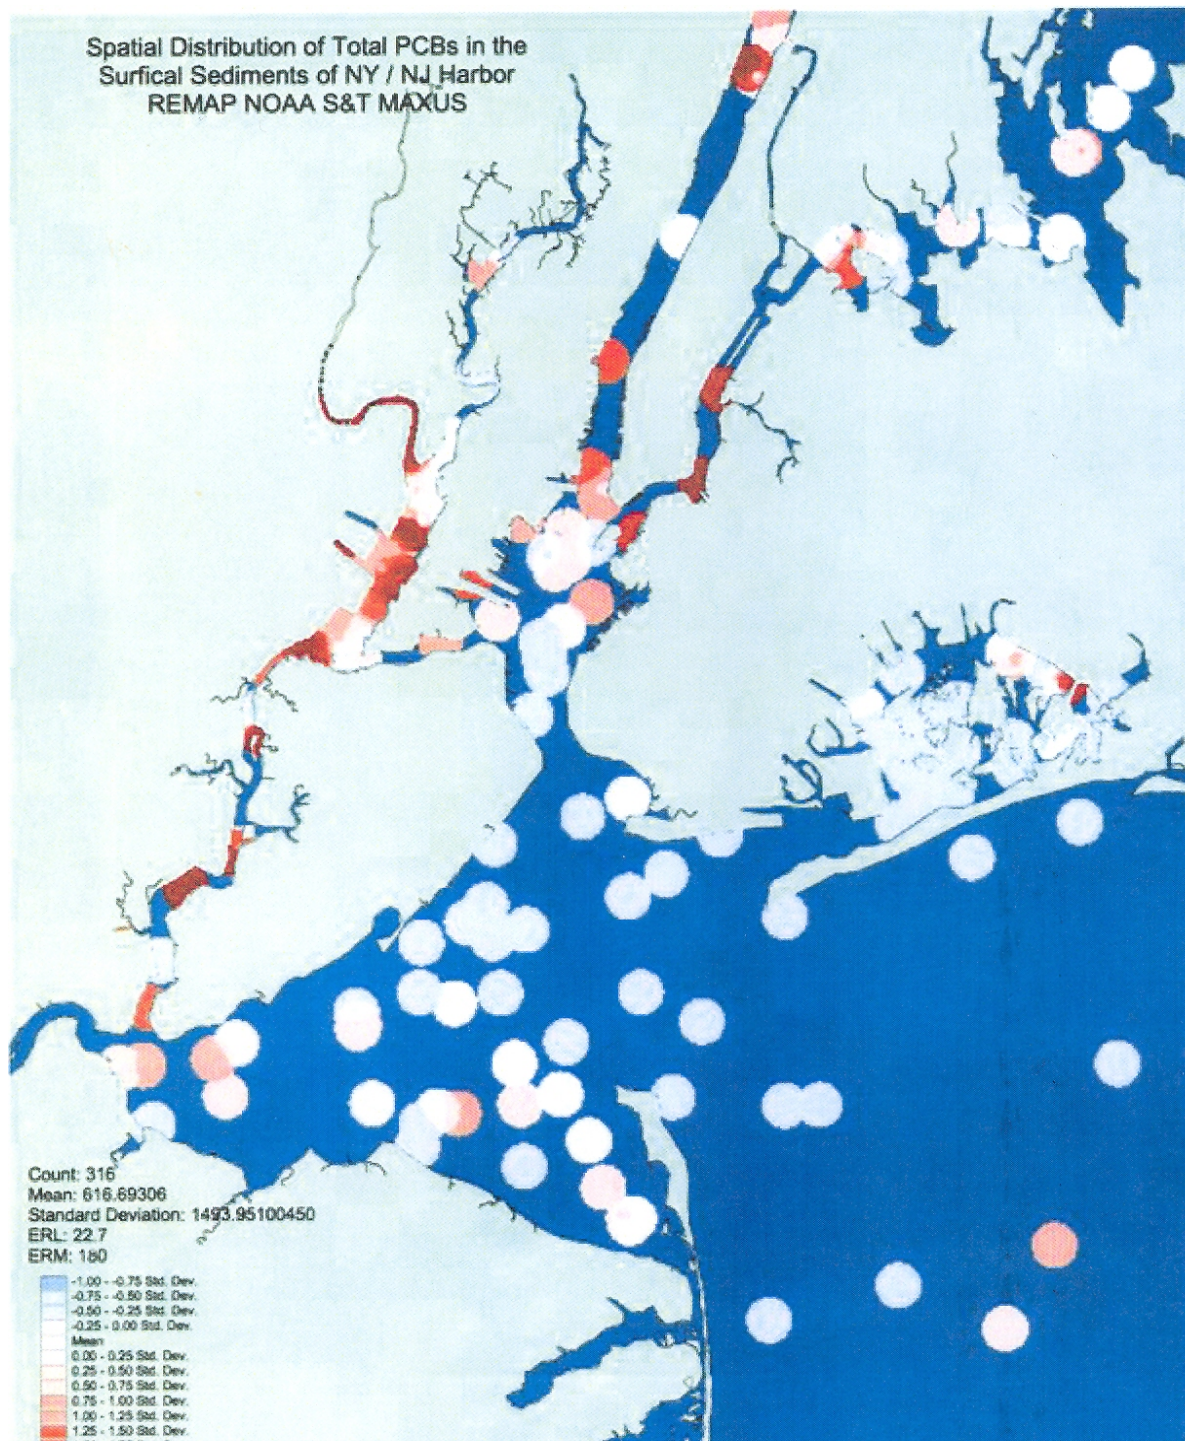 Spatial Distribution of Total PCBs in the
Surfical Sediments of NY / NJ Harbor
REMAP NOAA S&T MAXUS
Count: 316
Mean: 616.69306
Standard Deviation: 1493.95100450
ERL: 22.7
ERM: 180
-1.00 - -0.75 Std. Dev.
-0.75 - -0.50 Std. Dev.
-0.50 - -0.25 Std. Dev.
-0.25 - 0.00 Std. Dev.
Mean
0.00 - 0.25 Std. Dev.
0.25 - 0.50 Std. Dev.
0.50 - 0.75 Std. Dev.
0.75 - 1.00 Std. Dev.
1.00 - 1.25 Std. Dev.
1.25 - 1.50 Std. Dev.